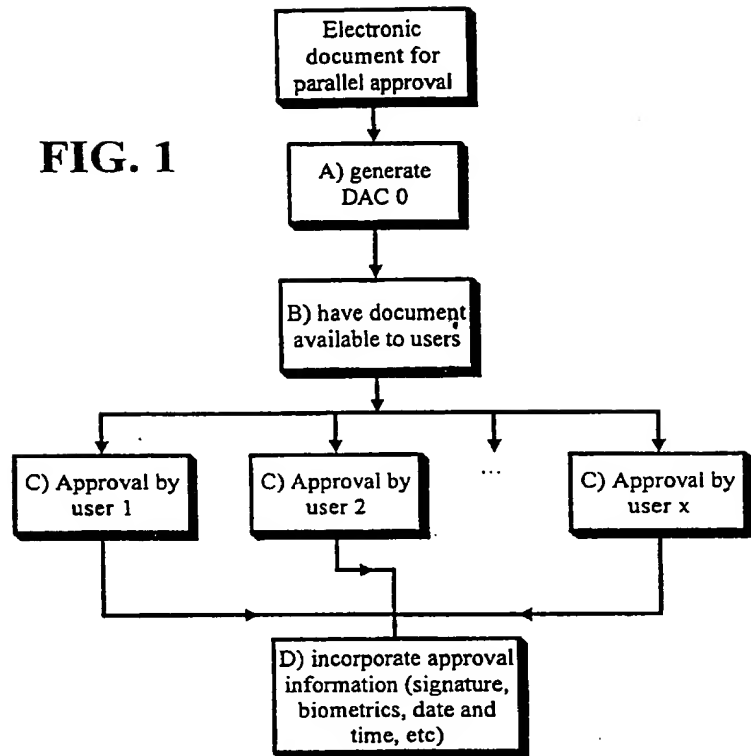 Electronic
document for
parallel approval
FIG. 1
A) generate
DAC 0
B) have document
available to users
C) Approval by
user 1
C) Approval by
user 2
...
C) Approval by
user x
D) incorporate approval
information (signature,
biometrics, date and
time, etc)